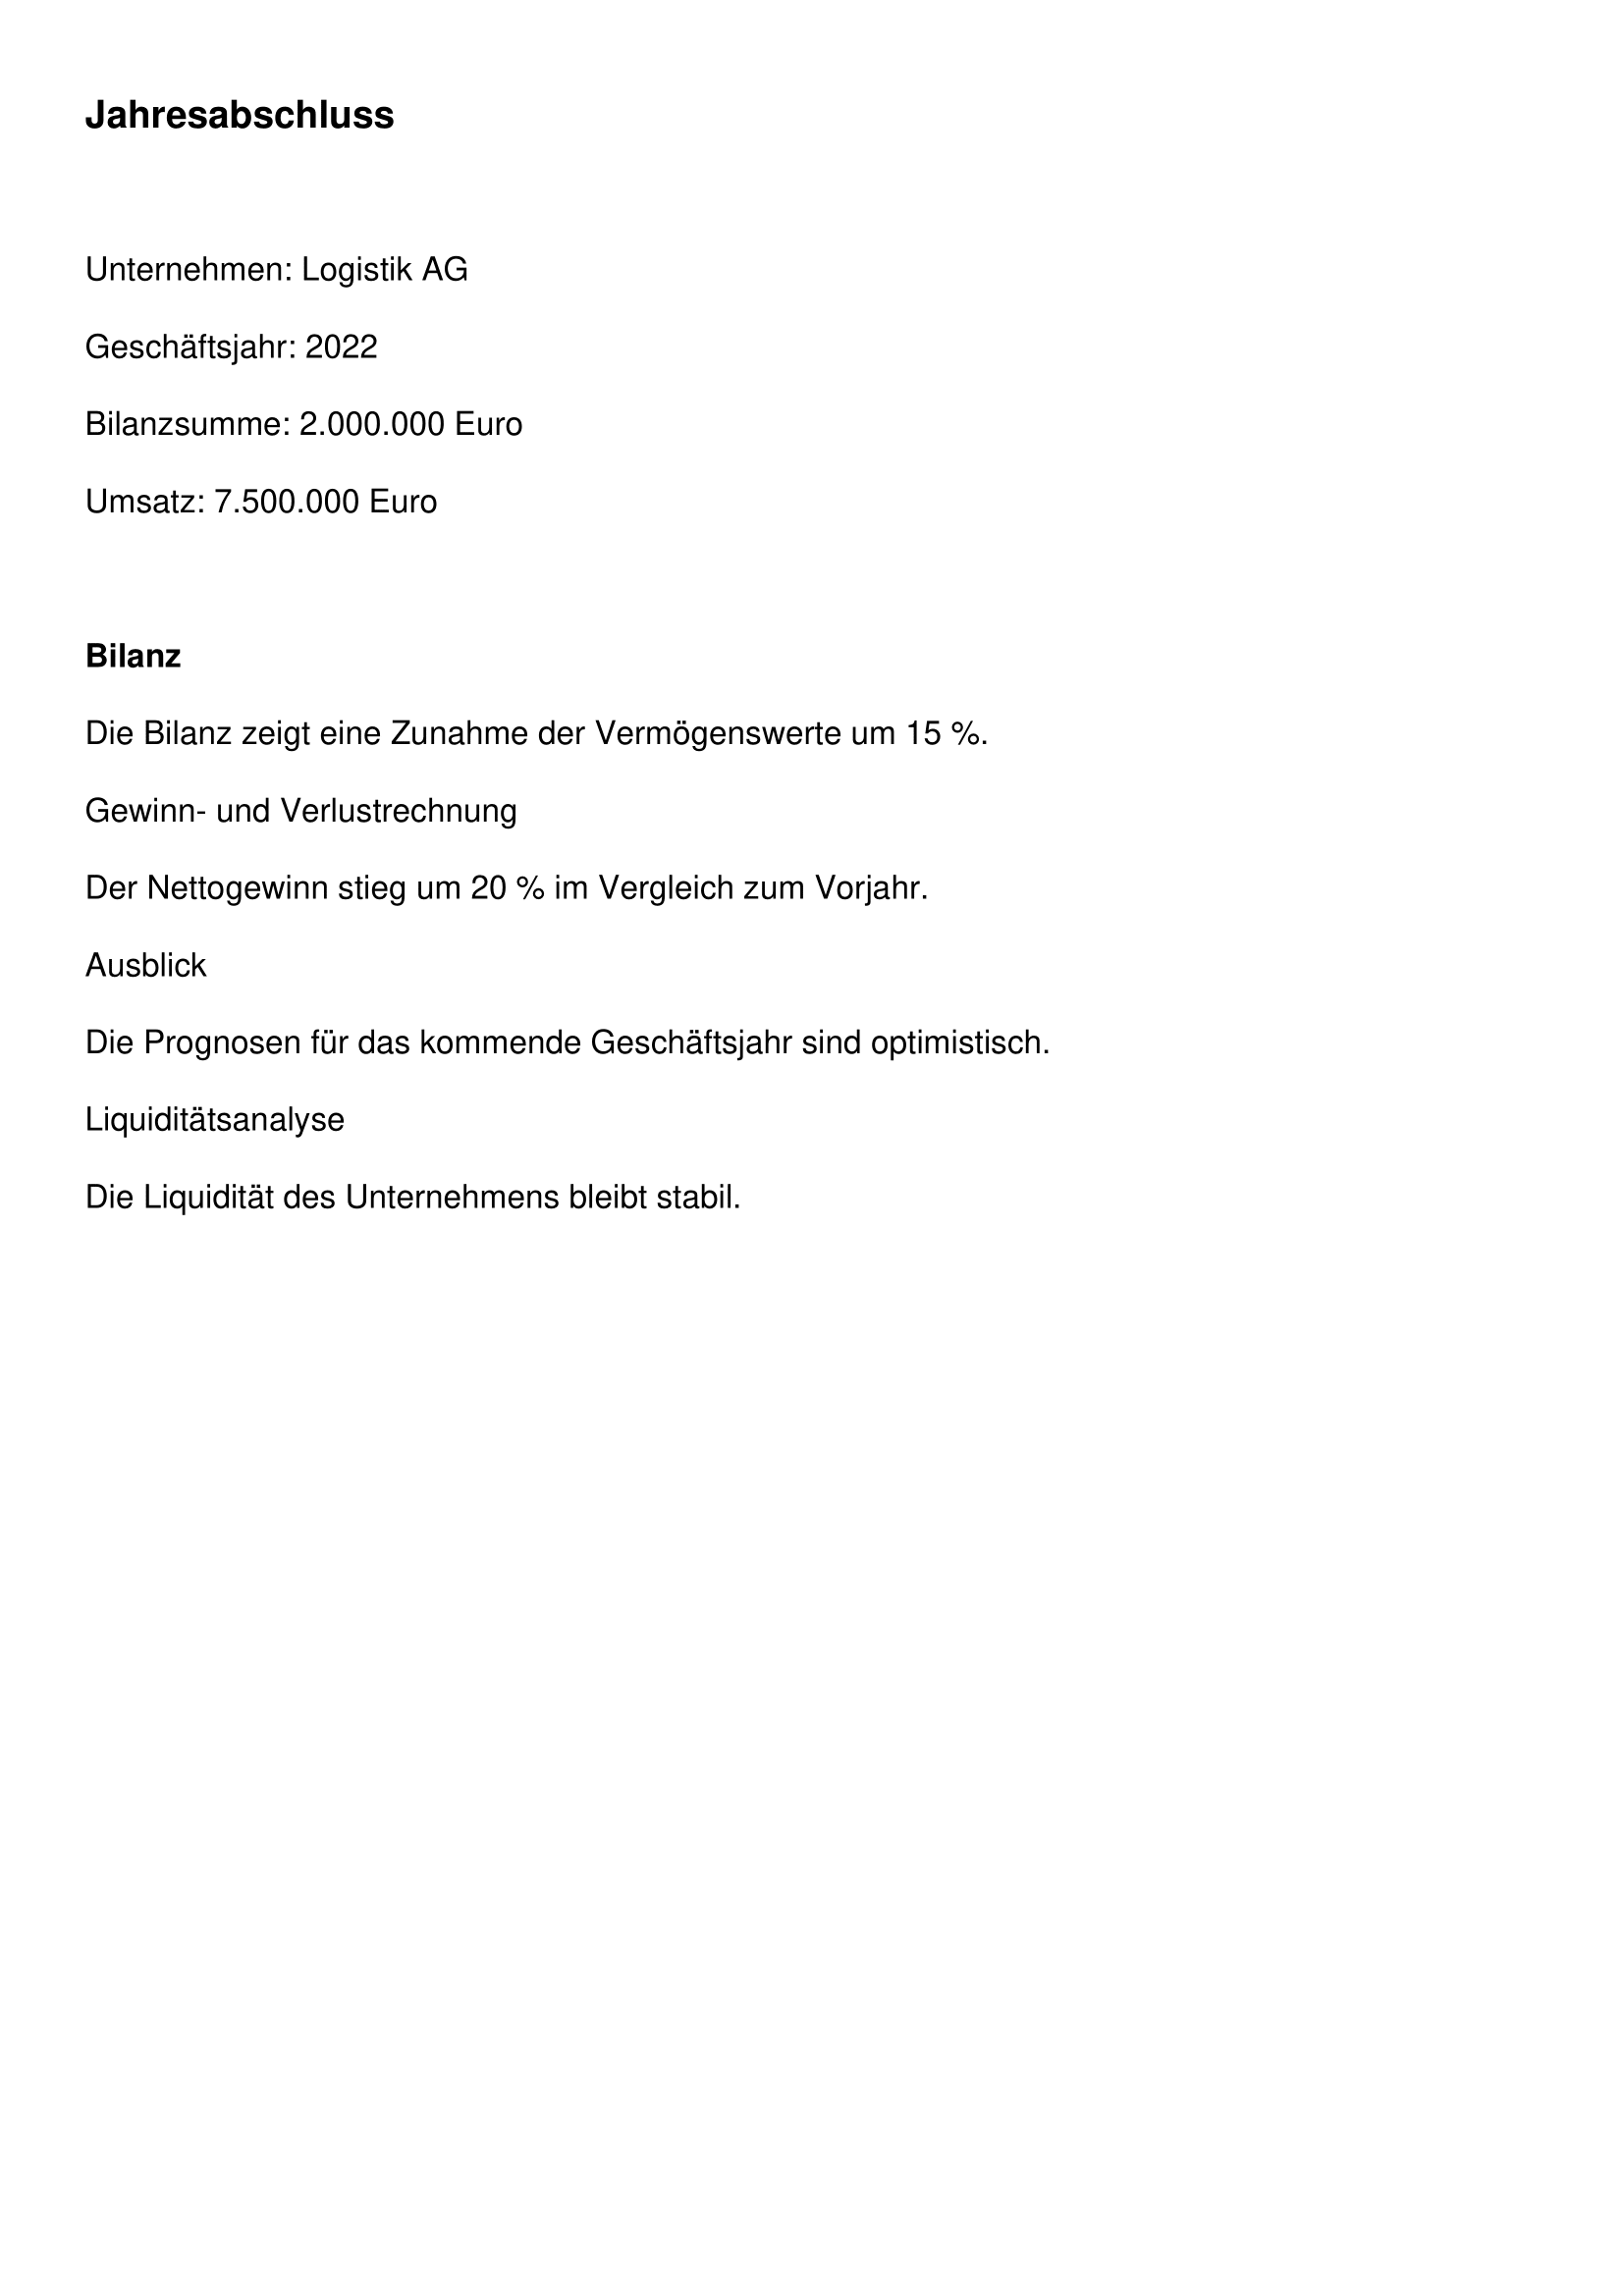 Jahresabschluss
Unternehmen: Logistik AG
Geschäftsjahr: 2022
Bilanzsumme: 2.000.000 Euro
Umsatz: 7.500.000 Euro
Bilanz
Die Bilanz zeigt eine Zunahme der Vermögenswerte um 15 %.
Gewinn- und Verlustrechnung
Der Nettogewinn stieg um 20 % im Vergleich zum Vorjahr.
Ausblick
Die Prognosen für das kommende Geschäftsjahr sind optimistisch.
Liquiditätsanalyse
Die Liquidität des Unternehmens bleibt stabil.